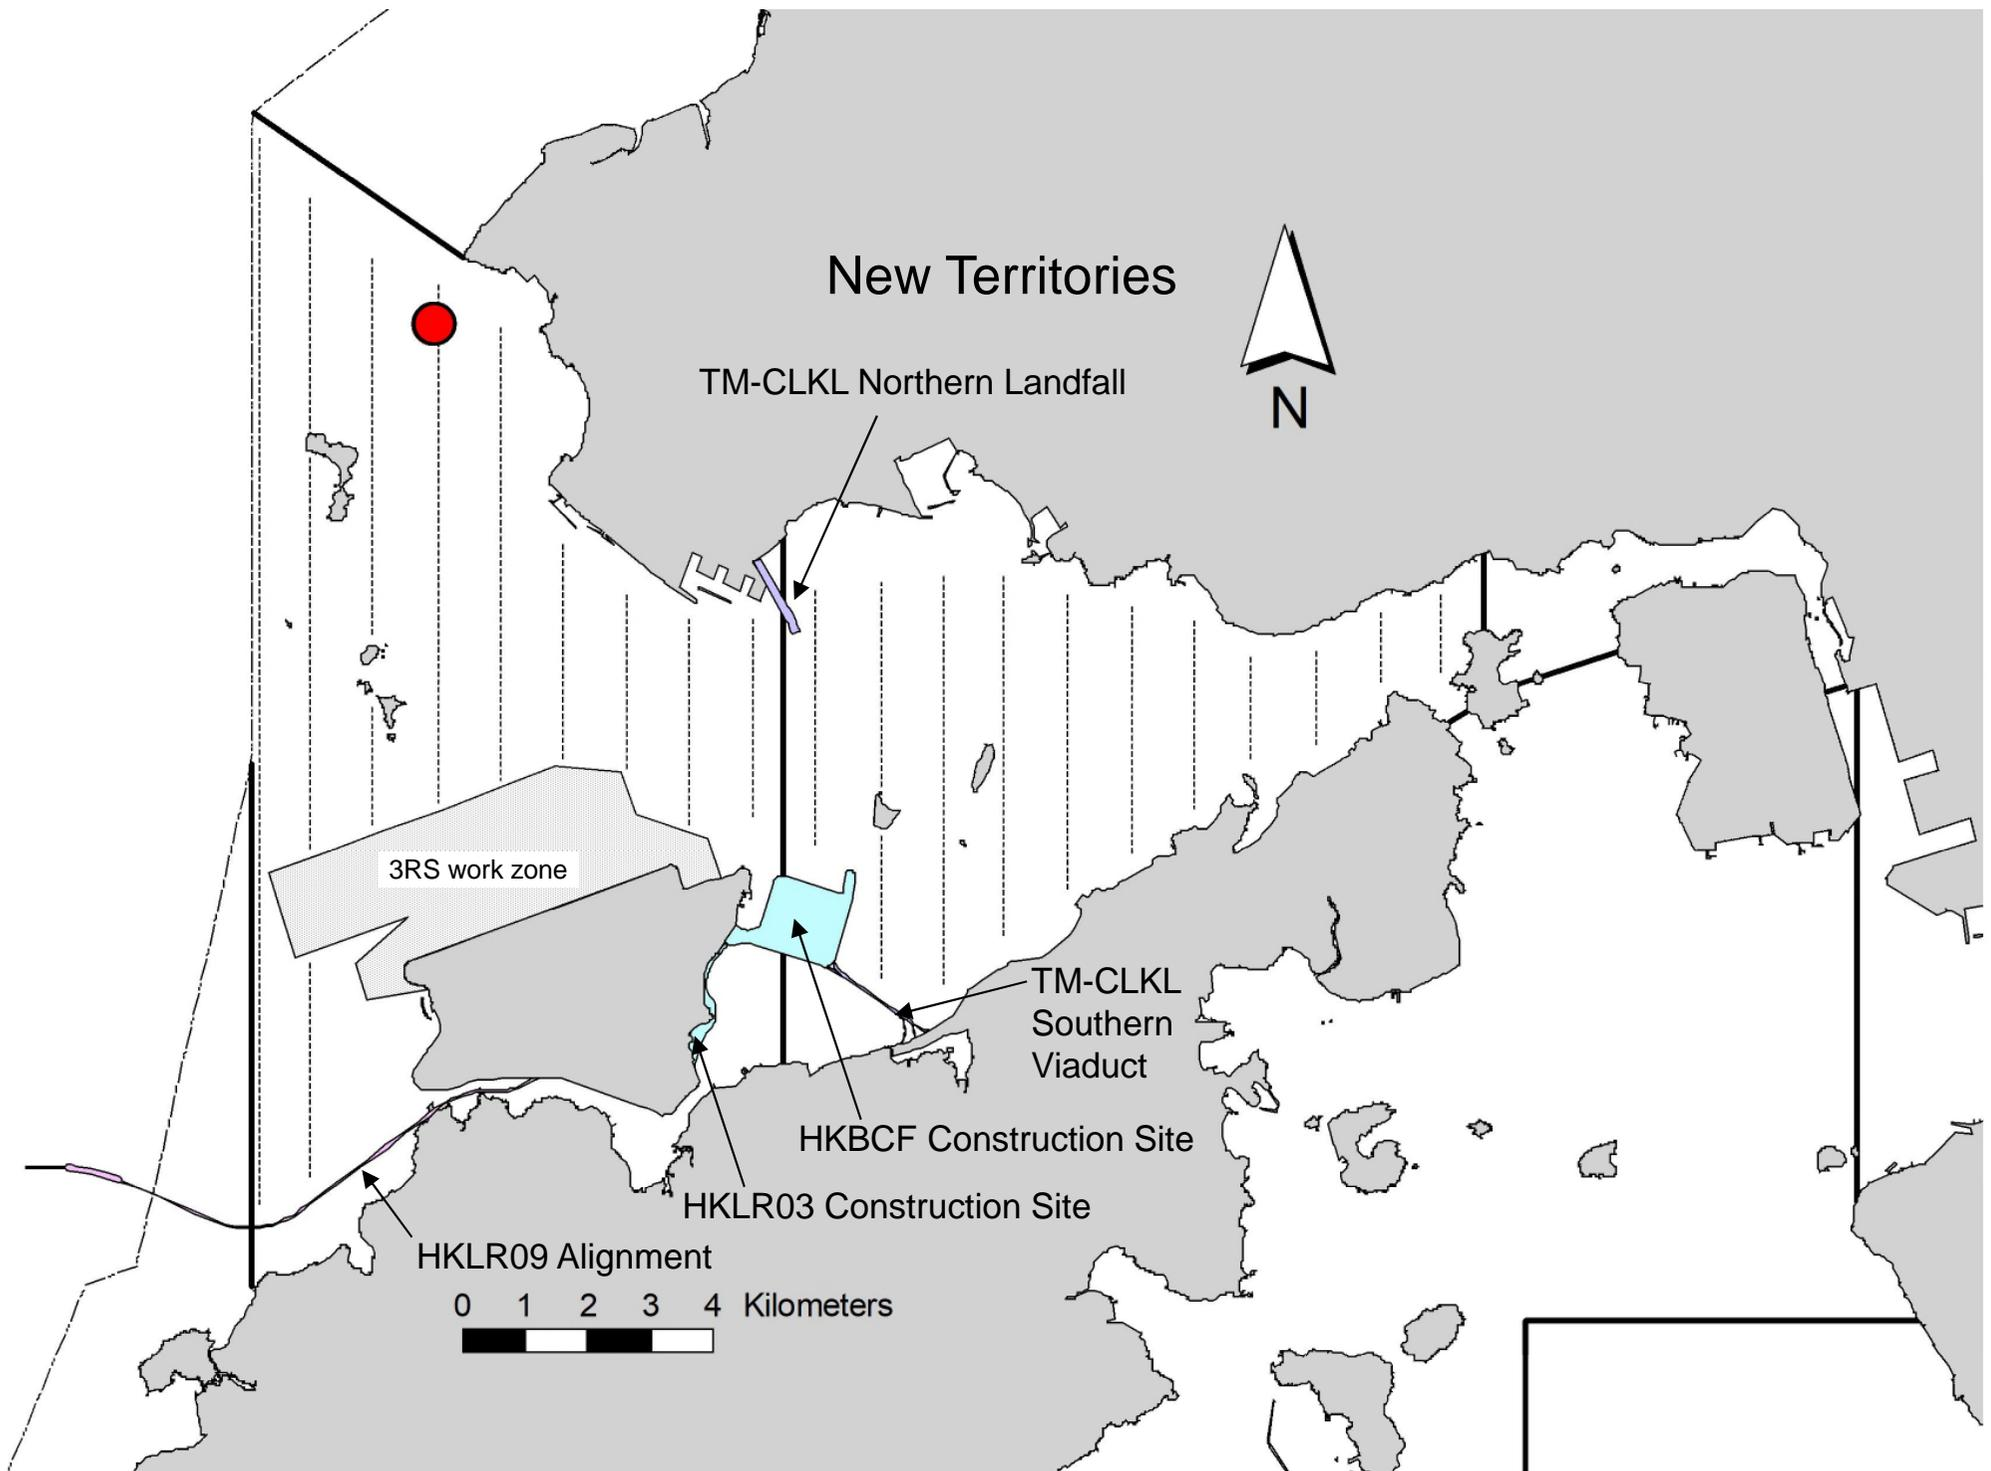 New Territories
TM-CLKL Northern Landfall
N
3RS work zone
TM-CLKL
Southern
Viaduct
HKBCF Construction Site
HKLR03 Construction Site
HKLR09 Alignment
0 1 2 3 4 Kilometers